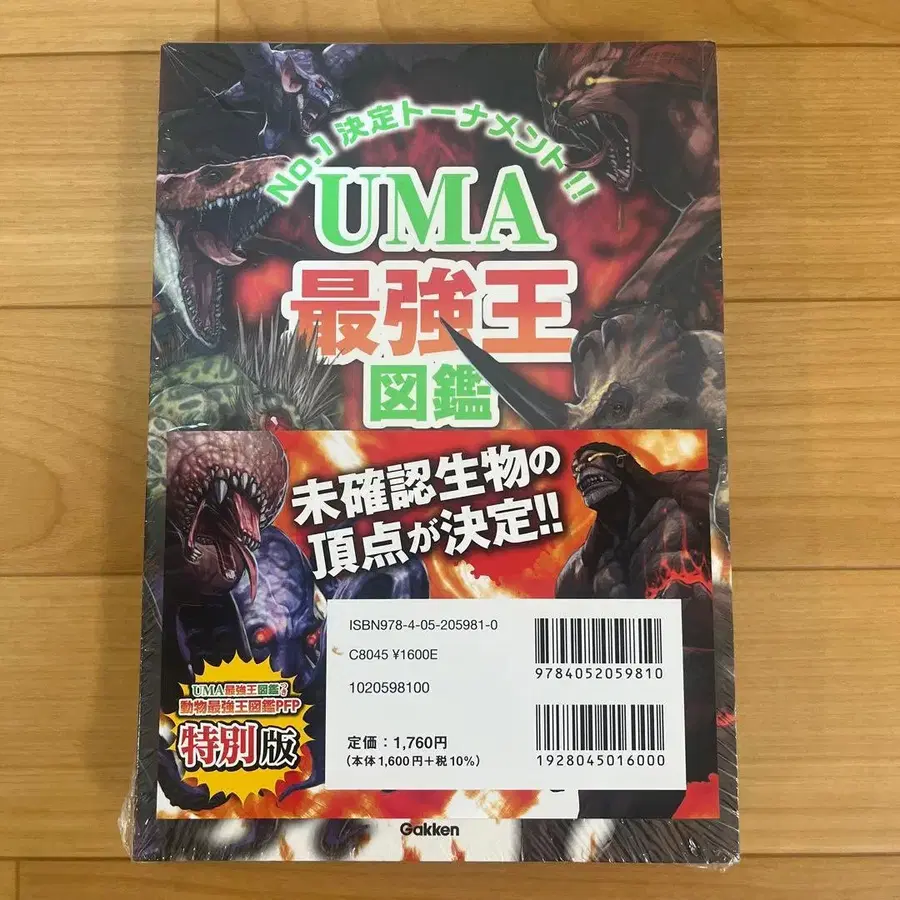 No.1決定トーナメント!!
UMA
最強王
図鑑
未確認生物の
頂点が決定!!
ISBN978-4-05-205981-0
C8045 ¥1600E
1020598100
9784052059810
定価：1,760円
(本体1,600円+税10%)
1928045016000
UMA最強王図鑑つき
動物最強王図鑑PFP
特別版
Gakken